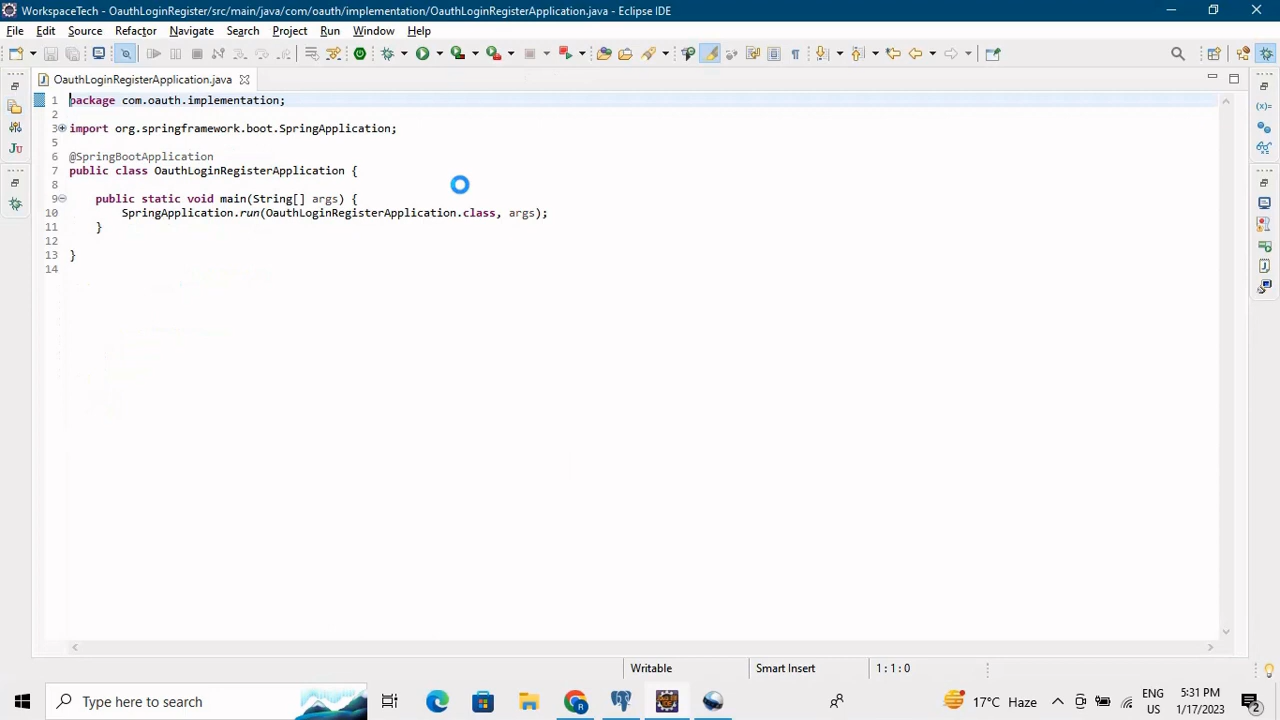 WorkspaceTech - OauthLoginRegister/src/main/java/com/oauth/implementation/OauthLoginRegisterApplication.java - Eclipse IDE
File Edit Source Refactor Navigate Search Project Run Window Help
OauthLoginRegisterApplication.java
1 package com.oauth.implementation;
2
3 import org.springframework.boot.SpringApplication;
5
6 @SpringBootApplication
7 public class OauthLoginRegisterApplication {
8
9 public static void main(String[] args) {
10 SpringApplication.run(OauthLoginRegisterApplication.class, args);
11 }
12
13 }
14
Writable Smart Insert 1 : 1 : 0
Type here to search 17°C Haze ENG US 5:31 PM 1/17/2023 2